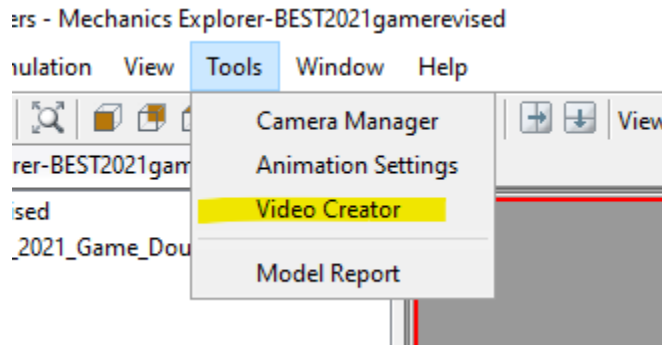 ers - Mechanics Explorer-BEST2021gamerevised
nulation View Tools Window Help
Camera Manager
View
rer-BEST2021gam
Animation Settings
ised
Video Creator
_2021_Game_Dou
Model Report